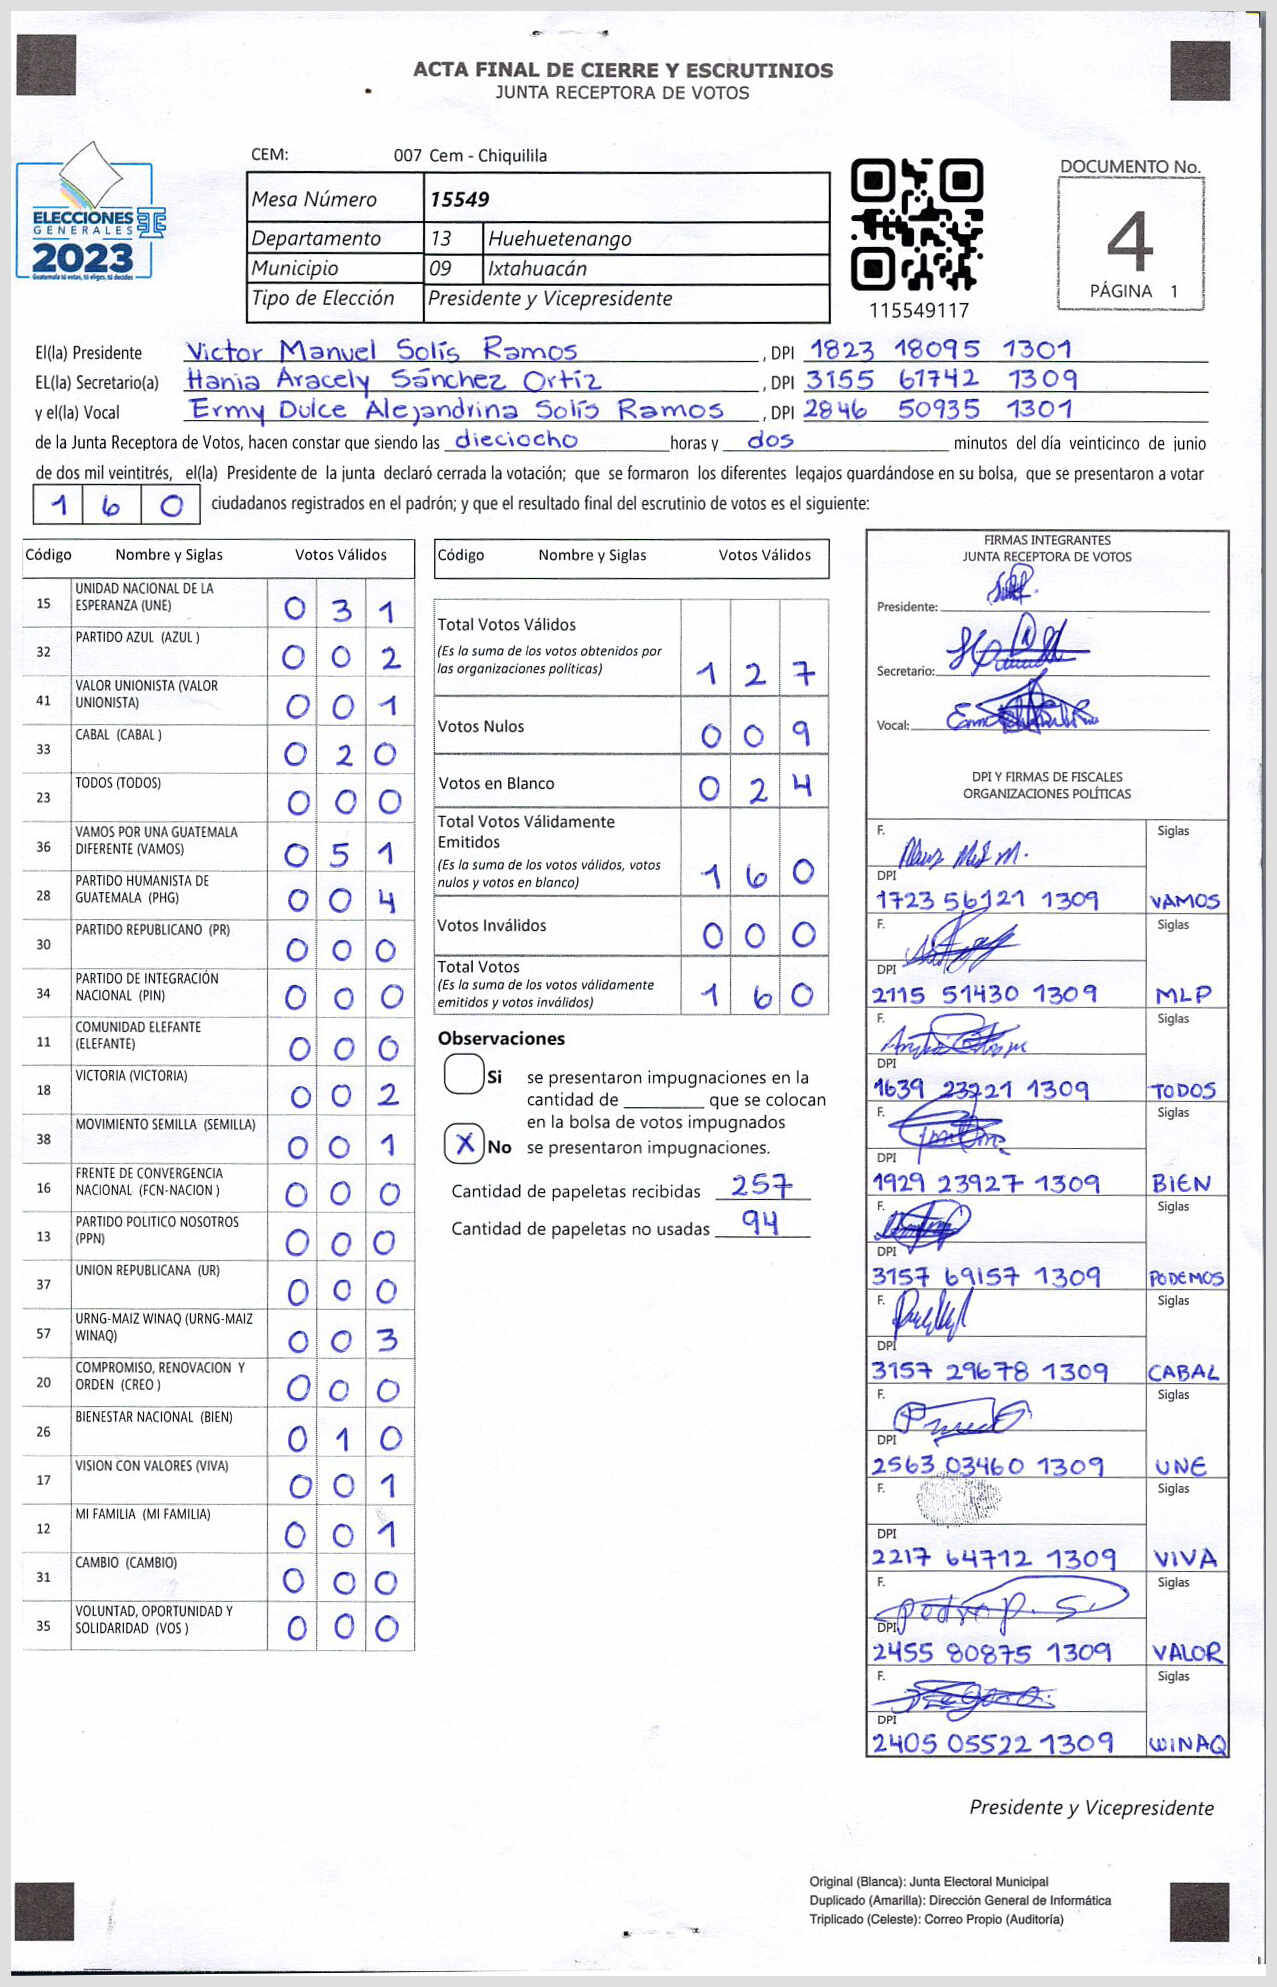 ACTA FINAL DE CIERRE Y ESCRUTINIOS
JUNTA RECEPTORA DE VOTOS
CEM: 007 Cem - Chiquilila
Mesa Número 15549
Departamento 13 Huehuetenango
Municipio 09 Ixtahuacán
Tipo de Elección Presidente y Vicepresidente
ELECCIONES
GENERALES
2023
Guatemala tú votas, tú eliges, tú decides
115549117
DOCUMENTO No.
4
PÁGINA 1
El(la) Presidente Victor Manuel Solís Ramos , DPI 1823 18095 1301
EL(la) Secretario(a) Hania Aracely Sánchez Ortíz , DPI 3155 61742 1309
y el(la) Vocal Ermy Dulce Alejandrina Solís Ramos , DPI 2846 50935 1301
de la Junta Receptora de Votos, hacen constar que siendo las dieciocho horas y dos minutos del día veinticinco de junio
de dos mil veintitrés, el(la) Presidente de la junta declaró cerrada la votación; que se formaron los diferentes legajos guardándose en su bolsa, que se presentaron a votar
160 ciudadanos registrados en el padrón; y que el resultado final del escrutinio de votos es el siguiente:
Código Nombre y Siglas Votos Válidos
15 UNIDAD NACIONAL DE LA
ESPERANZA (UNE) 0 3 1
32 PARTIDO AZUL (AZUL ) 0 0 2
41 VALOR UNIONISTA (VALOR
UNIONISTA) 0 0 1
33 CABAL (CABAL ) 0 2 0
23 TODOS (TODOS) 0 0 0
36 VAMOS POR UNA GUATEMALA
DIFERENTE (VAMOS) 0 5 1
28 PARTIDO HUMANISTA DE
GUATEMALA (PHG) 0 0 4
30 PARTIDO REPUBLICANO (PR) 0 0 0
34 PARTIDO DE INTEGRACIÓN
NACIONAL (PIN) 0 0 0
11 COMUNIDAD ELEFANTE
(ELEFANTE) 0 0 0
18 VICTORIA (VICTORIA) 0 0 2
38 MOVIMIENTO SEMILLA (SEMILLA) 0 0 1
16 FRENTE DE CONVERGENCIA
NACIONAL (FCN-NACION ) 0 0 0
13 PARTIDO POLITICO NOSOTROS
(PPN) 0 0 0
37 UNION REPUBLICANA (UR) 0 0 0
57 URNG-MAIZ WINAQ (URNG-MAIZ
WINAQ) 0 0 3
20 COMPROMISO, RENOVACION Y
ORDEN (CREO ) 0 0 0
26 BIENESTAR NACIONAL (BIEN) 0 1 0
17 VISION CON VALORES (VIVA) 0 0 1
12 MI FAMILIA (MI FAMILIA) 0 0 1
31 CAMBIO (CAMBIO) 0 0 0
35 VOLUNTAD, OPORTUNIDAD Y
SOLIDARIDAD (VOS ) 0 0 0
Código Nombre y Siglas Votos Válidos
Total Votos Válidos
(Es la suma de los votos obtenidos por
las organizaciones políticas) 1 2 7
Votos Nulos 0 0 9
Votos en Blanco 0 2 4
Total Votos Válidamente
Emitidos
(Es la suma de los votos válidos, votos
nulos y votos en blanco) 1 6 0
Votos Inválidos 0 0 0
Total Votos
(Es la suma de los votos válidamente
emitidos y votos inválidos) 1 6 0
Observaciones
Si se presentaron impugnaciones en la
cantidad de ________ que se colocan
en la bolsa de votos impugnados
X No se presentaron impugnaciones.
Cantidad de papeletas recibidas 257
Cantidad de papeletas no usadas 94
FIRMAS INTEGRANTES
JUNTA RECEPTORA DE VOTOS
Presidente:
Secretario:
Vocal:
DPI Y FIRMAS DE FISCALES
ORGANIZACIONES POLÍTICAS
F. Siglas
DPI
1723 56121 1309 VAMOS
F. Siglas
DPI
2115 51430 1309 MLP
F. Siglas
DPI
1639 23221 1309 TODOS
F. Siglas
DPI
1929 23927 1309 BIEN
F. Siglas
DPI
3157 69157 1309 PODEMOS
F. Siglas
DPI
3157 29678 1309 CABAL
F. Siglas
DPI
2563 03460 1309 UNE
F. Siglas
DPI
2217 64712 1309 VIVA
F. Siglas
DPI
2455 80875 1309 VALOR
F. Siglas
DPI
2405 05522 1309 WINAQ
Presidente y Vicepresidente
Original (Blanca): Junta Electoral Municipal
Duplicado (Amarilla): Dirección General de Informática
Triplicado (Celeste): Correo Propio (Auditoría)